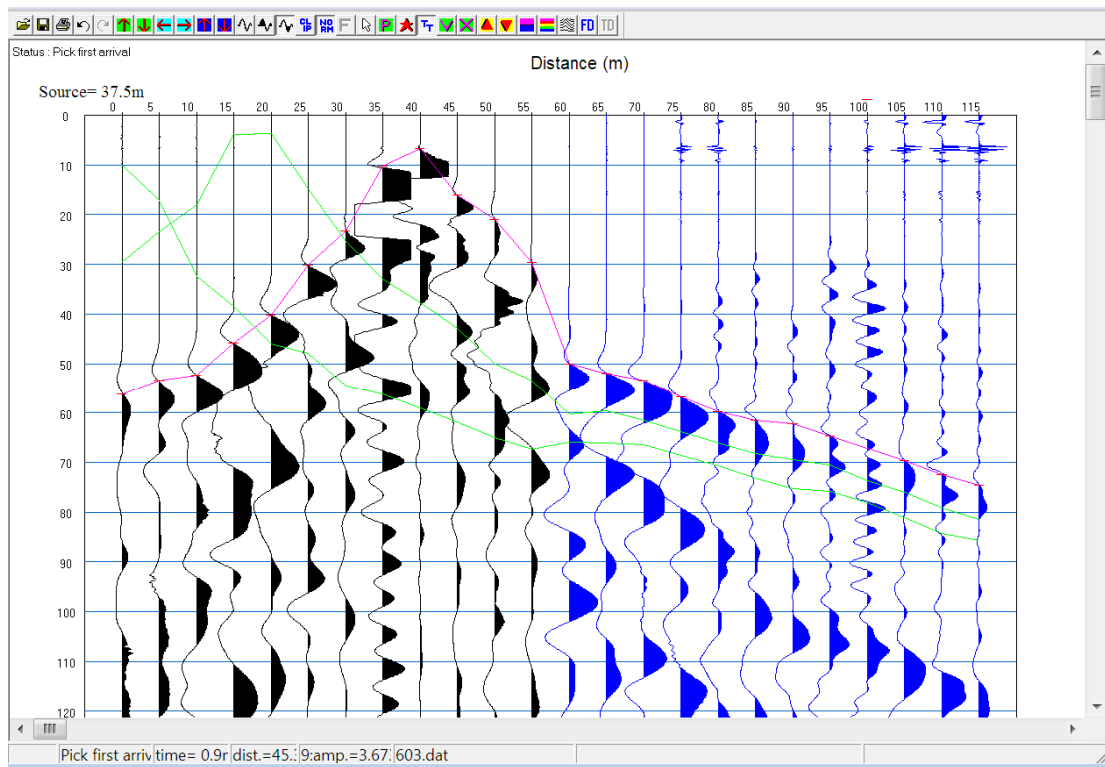 CL IP NO RM F P T T FD TD
Status : Pick first arrival
Distance (m)
Source= 37.5m
0 5 10 15 20 25 30 35 40 45 50 55 60 65 70 75 80 85 90 95 100 105 110 115
0
10
20
30
40
50
60
70
80
90
100
110
120
Pick first arriv time= 0.9r dist.=45.: 9:amp.=3.67: 603.dat